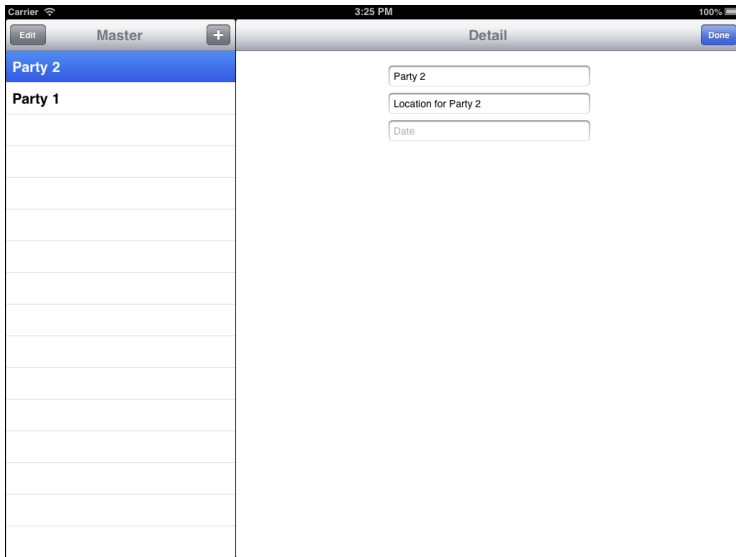 Carrier 3:25 PM 100%
Edit Master + Detail Done
Party 2
Party 1
Party 2
Location for Party 2
Date